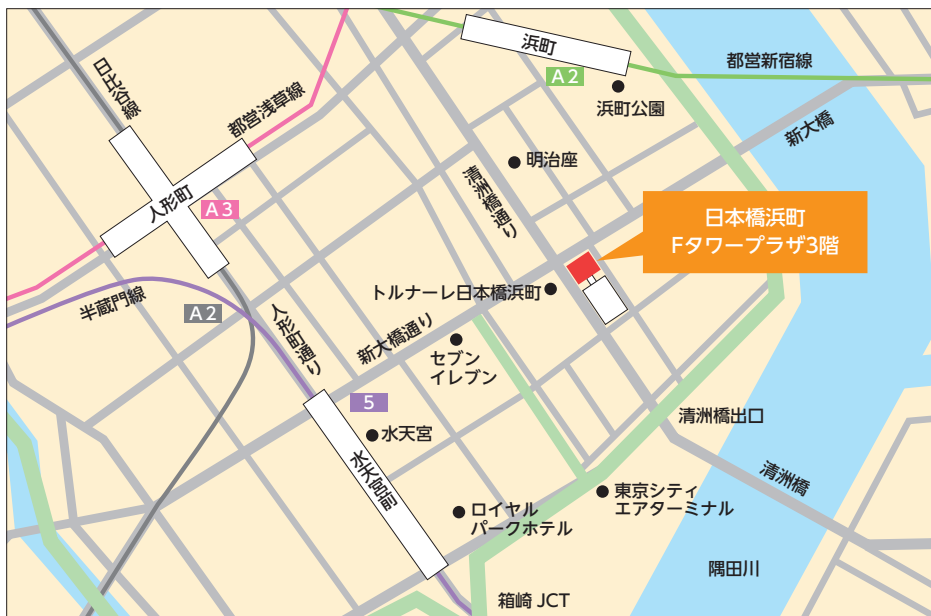 浜町
A2
都営新宿線
浜町公園
日比谷線
都営浅草線
新大橋
明治座
清洲橋通り
人形町
A3
日本橋浜町
Fタワープラザ3階
半蔵門線
A2
人形町通り
トルナーレ日本橋浜町
新大橋通り
セブン
イレブン
5
水天宮
水天宮前
清洲橋出口
清洲橋
東京シティ
エアターミナル
ロイヤル
パークホテル
隅田川
箱崎 JCT